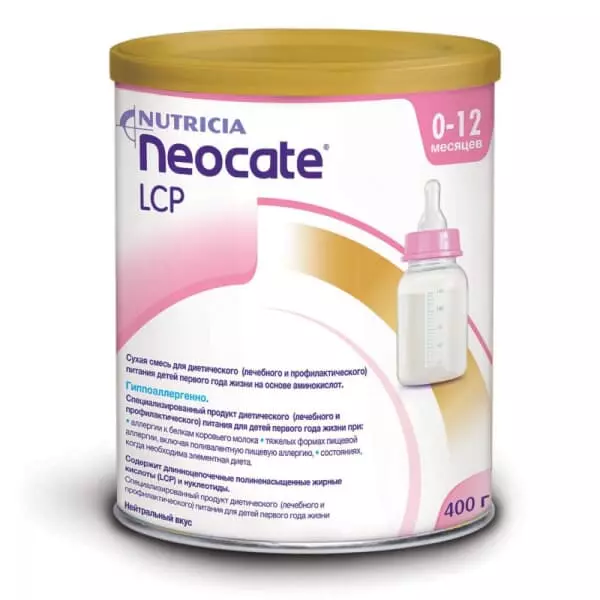 NUTRICIA
Neocate®
LCP
0-12
месяцев
Сухая смесь для диетического (лечебного и профилактического)
питания детей первого года жизни на основе аминокислот.
Гиппоаллергенно.
Специализированный продукт диетического (лечебного и
профилактического) питания для детей первого года жизни при:
• аллергии к белкам коровьего молока • тяжелых формах пищевой
аллергии, включая поливалентную пищевую аллергию, • состояниях,
когда необходима элементная диета.
Содержит длинноцепочечные полиненасыщенные жирные
кислоты (LCP) и нуклеотиды.
Специализированный продукт диетического (лечебного и
профилактического) питания для детей первого года жизни
Нейтральный вкус
400 г